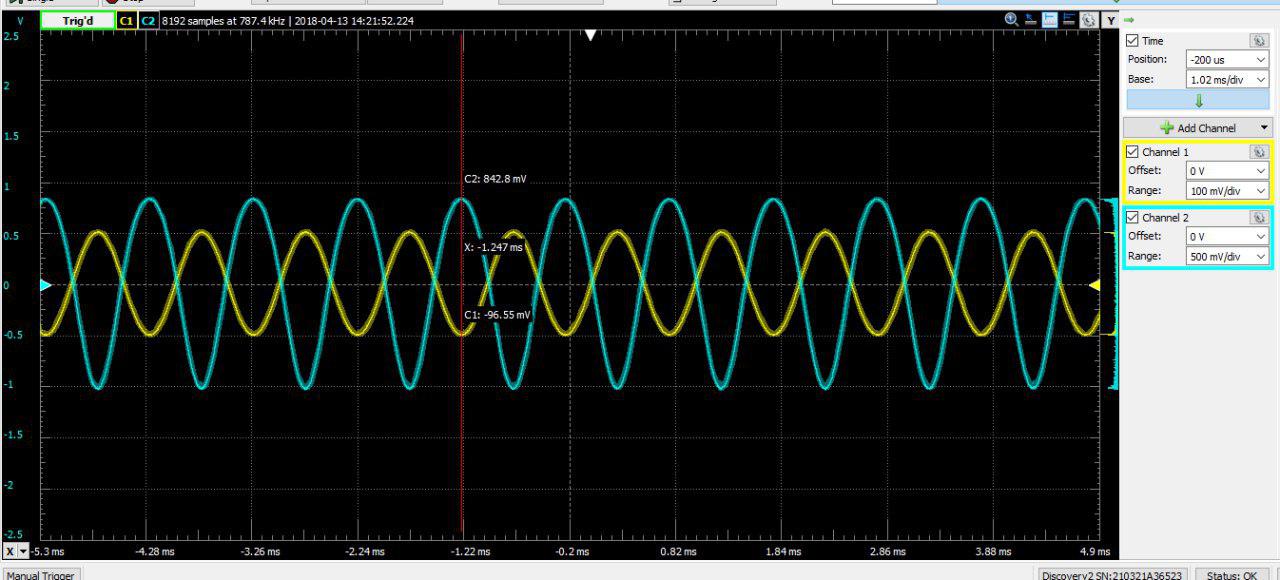 V Trig'd C1 C2 8192 samples at 787.4 kHz | 2018-04-13 14:21:52.224 Y
2.5
2
1.5
1
0.5
0
-0.5
-1
-1.5
-2
-2.5
C2: 842.8 mV
X: -1.247 ms
C1: -96.55 mV
X -5.3 ms -4.28 ms -3.26 ms -2.24 ms -1.22 ms -0.2 ms 0.82 ms 1.84 ms 2.86 ms 3.88 ms 4.9 ms
Time
Position: -200 us
Base: 1.02 ms/div
Add Channel
Channel 1
Offset: 0 V
Range: 100 mV/div
Channel 2
Offset: 0 V
Range: 500 mV/div
Manual Trigger Discovery2 SN:210321A36523 Status: OK